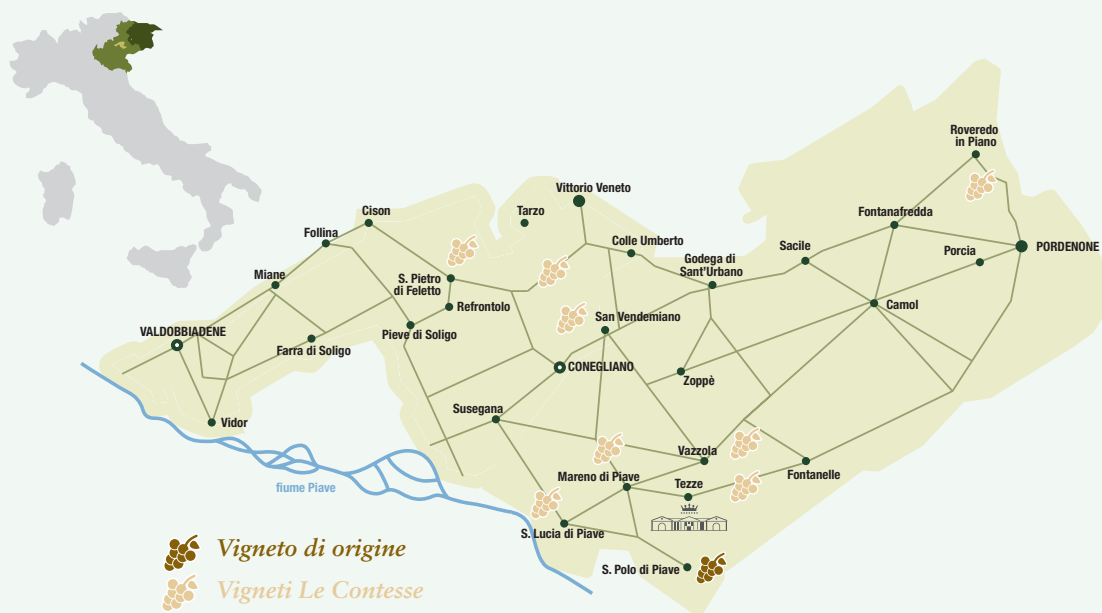 Roveredo
in Piano
Vittorio Veneto
Cison
Tarzo
Fontanafredda
Follina
Colle Umberto
Sacile
Porcia
PORDENONE
Godega di
Sant'Urbano
Miane
S. Pietro
di Feletto
Refrontolo
Camol
San Vendemiano
VALDOBBIADENE
Pieve di Soligo
Farra di Soligo
CONEGLIANO
Zoppè
Susegana
Vidor
Vazzola
Mareno di Piave
Tezze
Fontanelle
fiume Piave
S. Lucia di Piave
S. Polo di Piave
Vigneto di origine
Vigneti Le Contesse